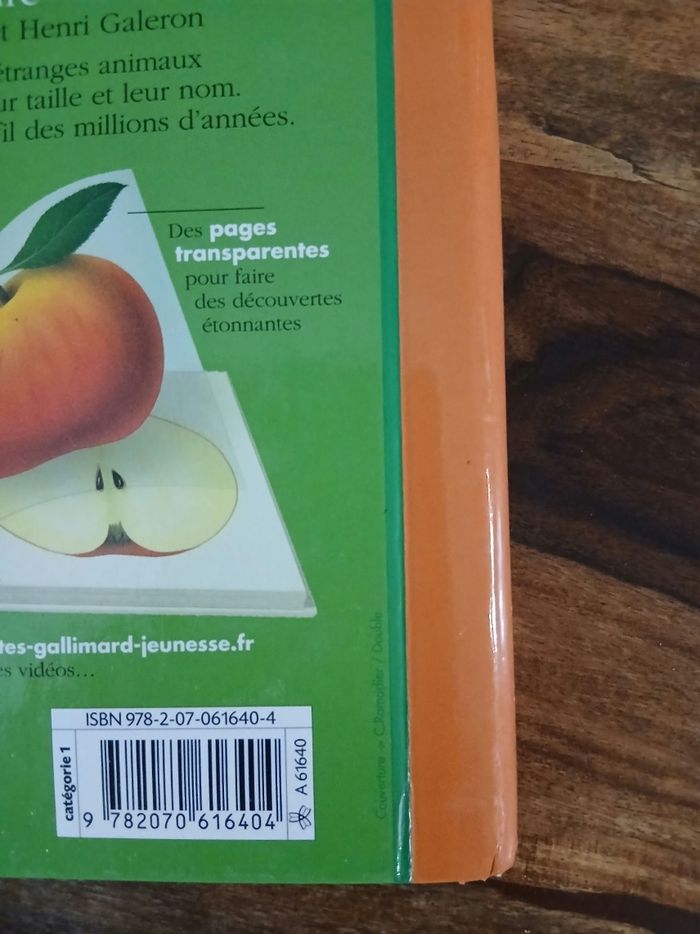 t Henri Galeron
étranges animaux
ur taille et leur nom.
fil des millions d'années.
Des pages
transparentes
pour faire
des découvertes
étonnantes
tes-gallimard-jeunesse.fr
es vidéos...
ISBN 978-2-07-061640-4
catégorie 1
A 61640
9 782070 616404
Couverture → C.Ramadier / Double